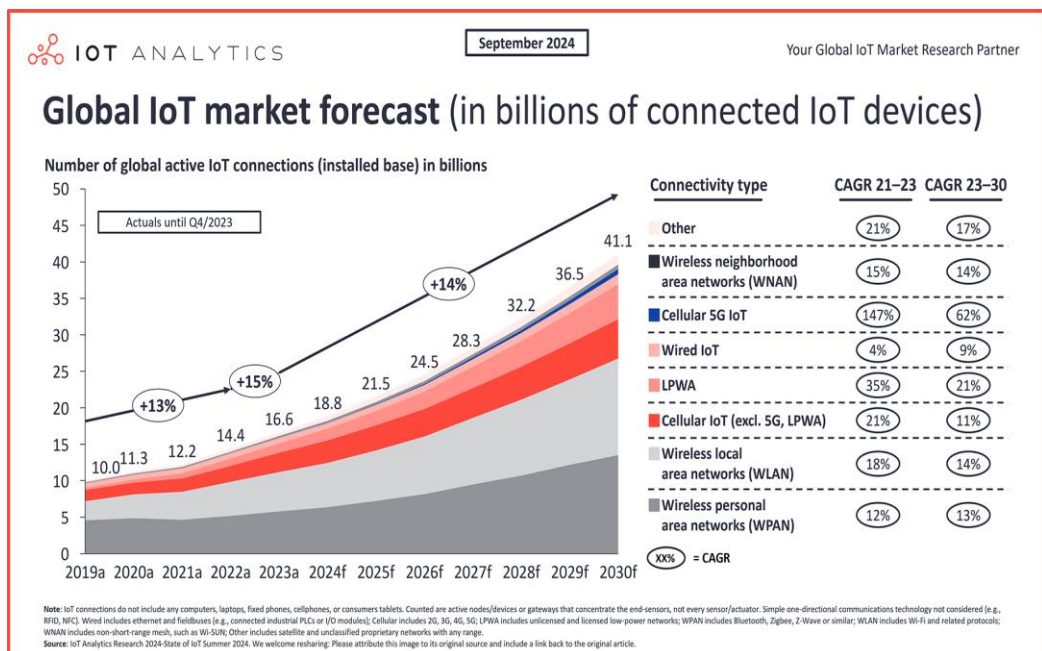 IOT ANALYTICS
September 2024
Your Global IoT Market Research Partner
Global IoT market forecast (in billions of connected IoT devices)
Number of global active IoT connections (installed base) in billions
50
45
40
35
30
25
20
15
10
5
0
Actuals until Q4/2023
+13%
+15%
+14%
10.0
11.3
12.2
14.4
16.6
18.8
21.5
24.5
28.3
32.2
36.5
41.1
2019a 2020a 2021a 2022a 2023a 2024f 2025f 2026f 2027f 2028f 2029f 2030f
Connectivity type CAGR 21–23 CAGR 23–30
Other 21% 17%
Wireless neighborhood
area networks (WNAN) 15% 14%
Cellular 5G IoT 147% 62%
Wired IoT 4% 9%
LPWA 35% 21%
Cellular IoT (excl. 5G, LPWA) 21% 11%
Wireless local
area networks (WLAN) 18% 14%
Wireless personal
area networks (WPAN) 12% 13%
XX% = CAGR
Note: IoT connections do not include any computers, laptops, fixed phones, cellphones, or consumers tablets. Counted are active nodes/devices or gateways that concentrate the end-sensors, not every sensor/actuator. Simple one-directional communications technology not considered (e.g.,
RFID, NFC). Wired includes ethernet and fieldbuses (e.g., connected industrial PLCs or I/O modules); Cellular includes 2G, 3G, 4G, 5G; LPWA includes unlicensed and licensed low-power networks; WPAN includes Bluetooth, Zigbee, Z-Wave or similar; WLAN includes Wi-Fi and related protocols;
WNAN includes non-short-range mesh, such as Wi-SUN; Other includes satellite and unclassified proprietary networks with any range.
Source: IoT Analytics Research 2024-State of IoT Summer 2024. We welcome resharing: Please attribute this image to its original source and include a link back to the original article.